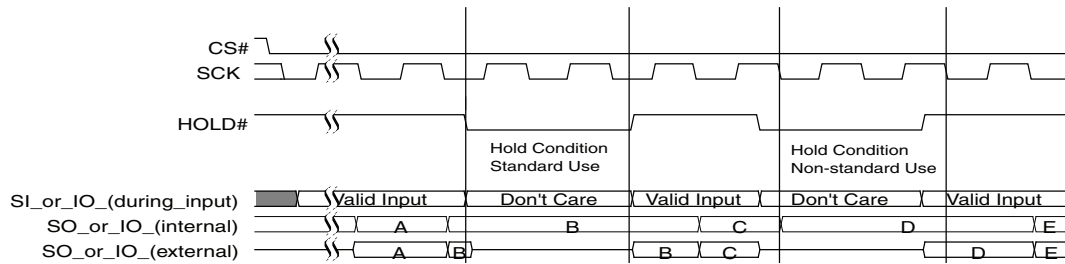 CS#
SCK
HOLD#
Hold Condition
Standard Use
Hold Condition
Non-standard Use
SI_or_IO_(during_input) Valid Input Don't Care Valid Input Don't Care Valid Input
SO_or_IO_(internal) A B C D E
SO_or_IO_(external) A B B C D E